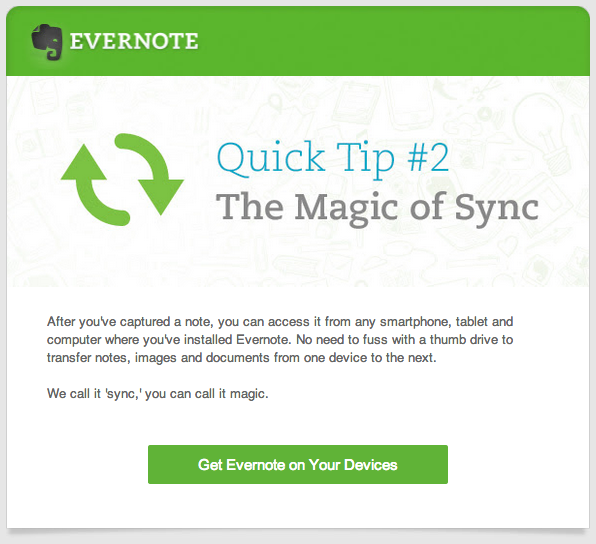 EVERNOTE
Quick Tip #2
The Magic of Sync
After you've captured a note, you can access it from any smartphone, tablet and
computer where you've installed Evernote. No need to fuss with a thumb drive to
transfer notes, images and documents from one device to the next.
We call it 'sync,' you can call it magic.
Get Evernote on Your Devices